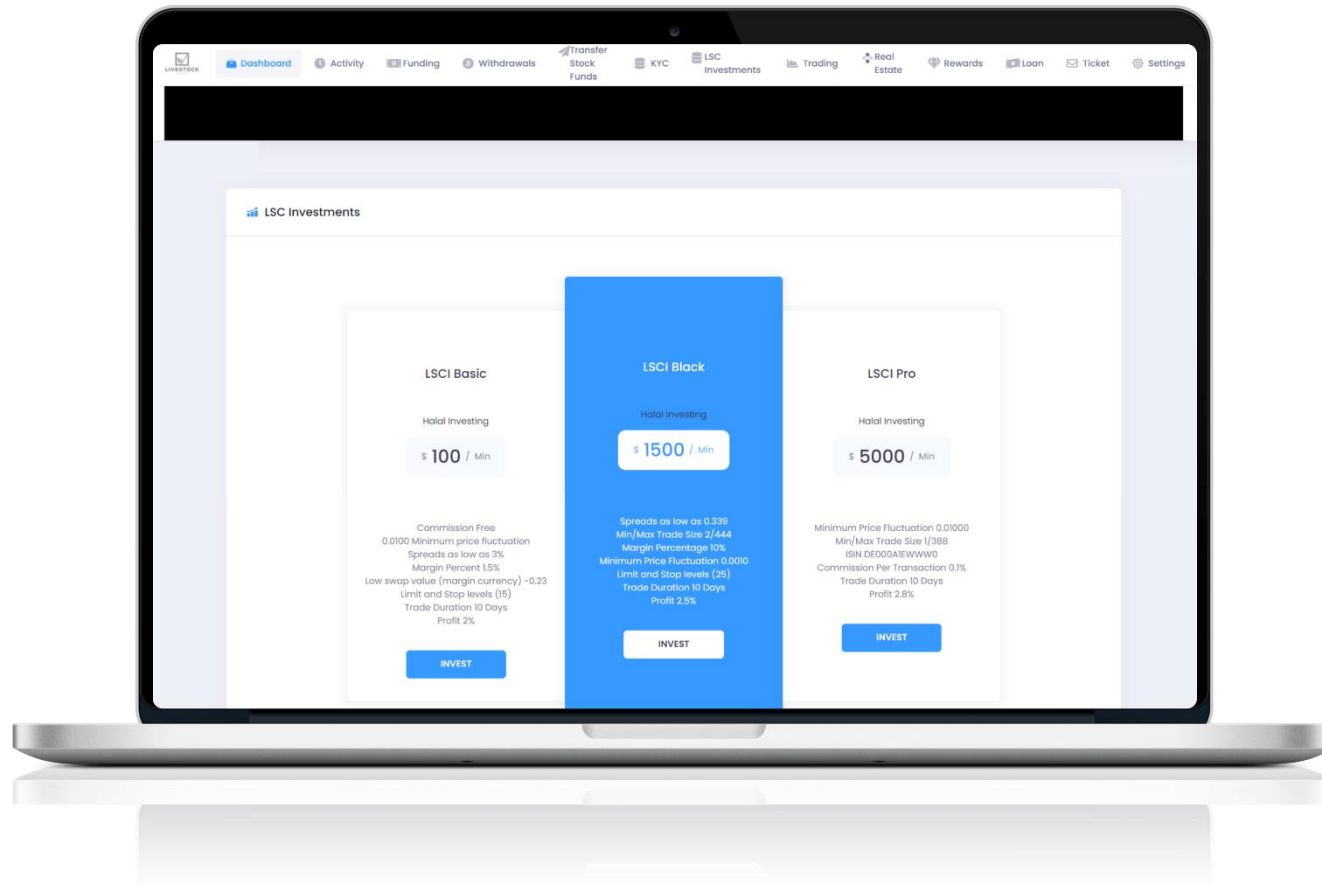 LIVESTOCK
Dashboard
Activity
Funding
Withdrawals
Transfer
Stock
Funds
KYC
LSC
Investments
Trading
Real
Estate
Rewards
Loan
Ticket
Settings
LSC Investments
LSCI Basic
Halal Investing
$ 100 / Min
Commission Free
0.0100 Minimum price fluctuation
Spreads as low as 3%
Margin Percent 1.5%
Low swap value (margin currency) -0.23
Limit and Stop levels (15)
Trade Duration 10 Days
Profit 2%
INVEST
LSCI Black
Halal Investing
$ 1500 / Min
Spreads as low as 0.339
Min/Max Trade Size 2/444
Margin Percentage 10%
Minimum Price Fluctuation 0.0010
Limit and Stop levels (25)
Trade Duration 10 Days
Profit 2.5%
INVEST
LSCI Pro
Halal Investing
$ 5000 / Min
Minimum Price Fluctuation 0.01000
Min/Max Trade Size 1/388
ISIN DE000A1EWWW0
Commission Per Transaction 0.1%
Trade Duration 10 Days
Profit 2.8%
INVEST